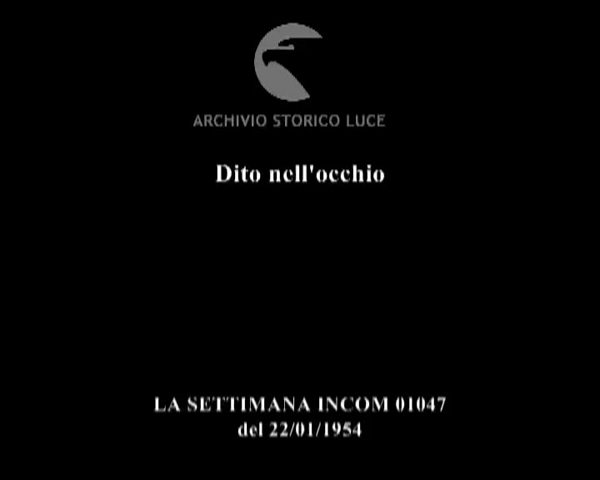 ARCHIVIO STORICO LUCE
Dito nell'occhio
LA SETTIMANA INCOM 01047
del 22/01/1954